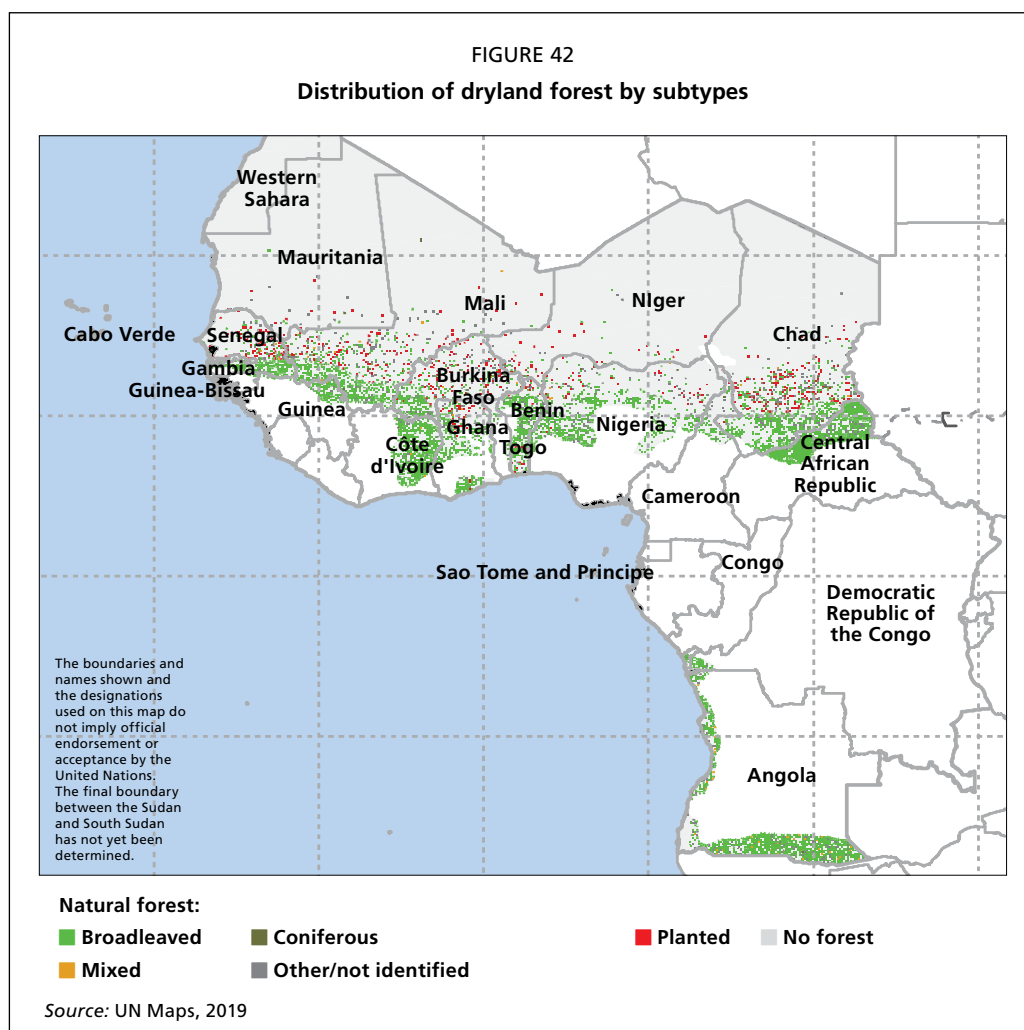 FIGURE 42
Distribution of dryland forest by subtypes
Western
Sahara
Mauritania
Mali
NIger
Chad
Cabo Verde
Senegal
Gambia
Guinea-Bissau
Guinea
Burkina
Faso
Benin
Ghana
Togo
Nigeria
Côte
d'Ivoire
Central
African
Republic
Cameroon
Sao Tome and Principe
Congo
Democratic
Republic of
the Congo
Angola
The boundaries and
names shown and
the designations
used on this map do
not imply official
endorsement or
acceptance by the
United Nations.
The final boundary
between the Sudan
and South Sudan
has not yet been
determined.
Natural forest:
Broadleaved
Coniferous
Planted
No forest
Mixed
Other/not identified
Source: UN Maps, 2019